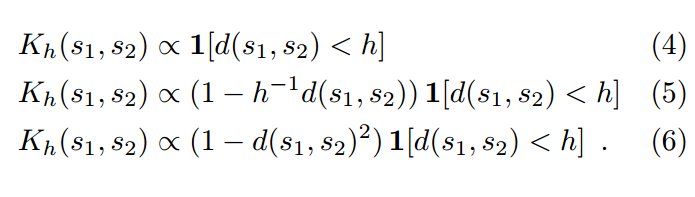 K_h(s_1, s_2) ∝ 1[d(s_1, s_2) < h] (4)
K_h(s_1, s_2) ∝ (1 − h^{−1}d(s_1, s_2)) 1[d(s_1, s_2) < h] (5)
K_h(s_1, s_2) ∝ (1 − d(s_1, s_2)^2) 1[d(s_1, s_2) < h] . (6)